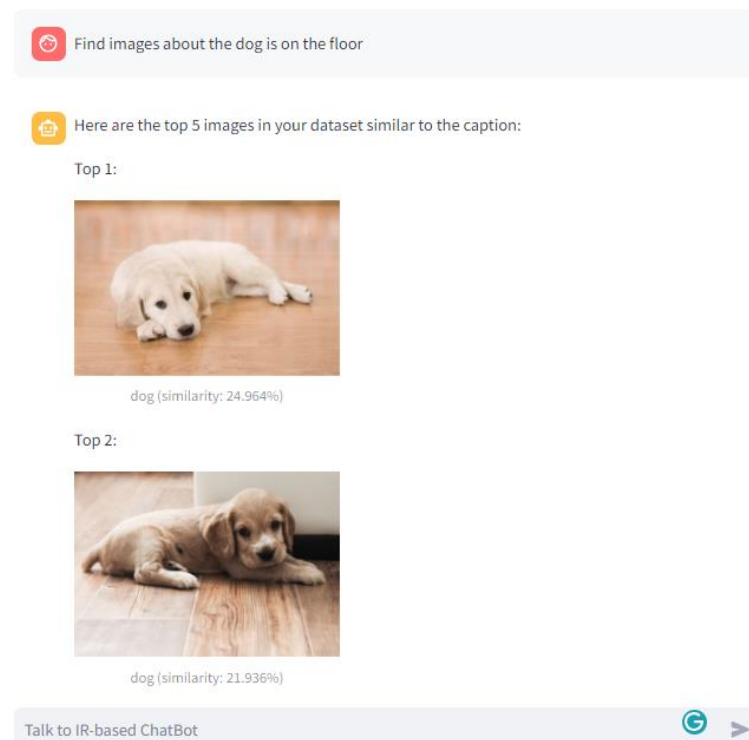 Find images about the dog is on the floor
Here are the top 5 images in your dataset similar to the caption:
Top 1:
dog (similarity: 24.964%)
Top 2:
dog (similarity: 21.936%)
Talk to IR-based ChatBot